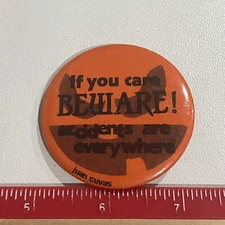 If you care
BEWARE!
accidents are
everywhere
juan cuvas
5
6
7